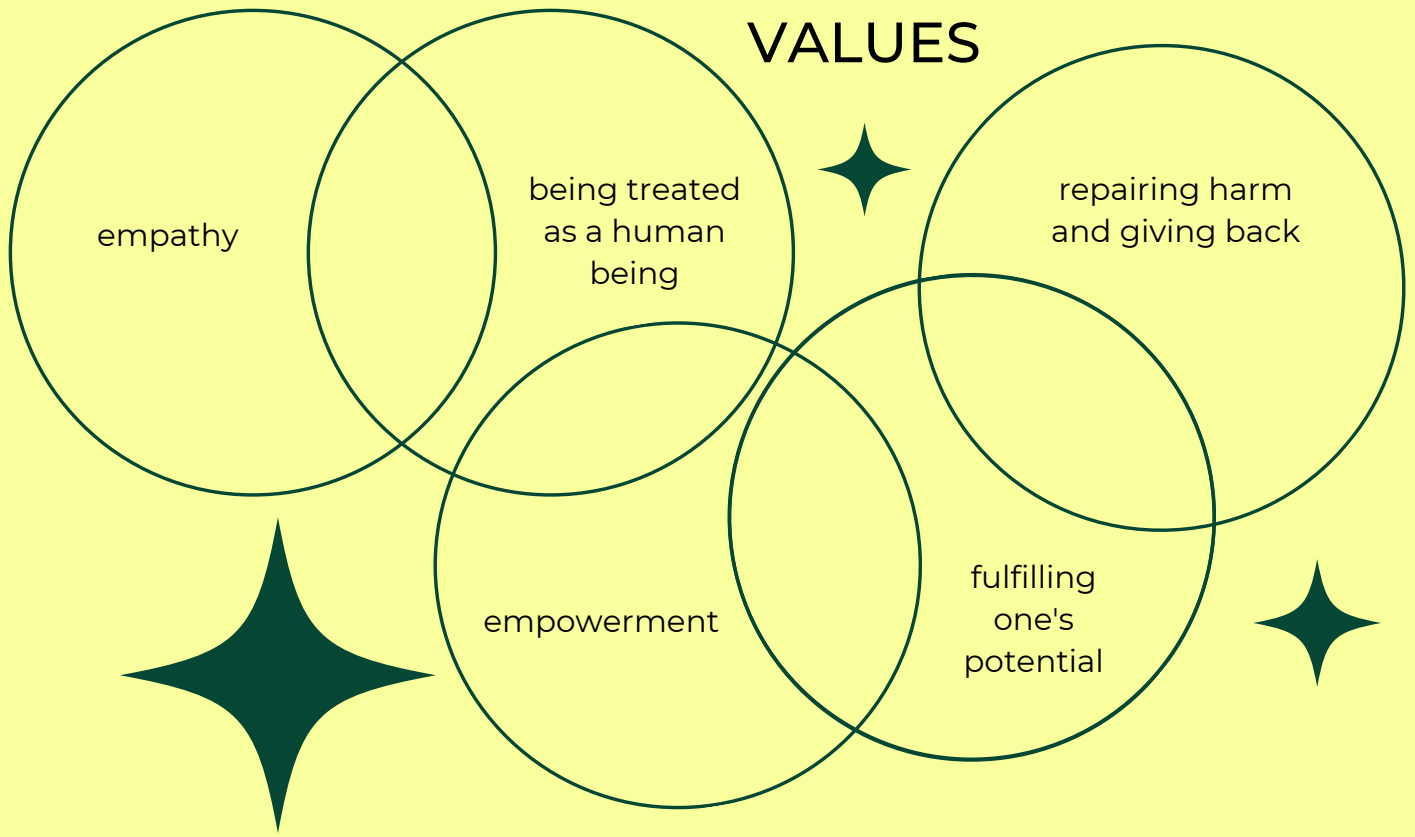 VALUES
empathy
being treated
as a human
being
repairing harm
and giving back
empowerment
fulfilling
one's
potential